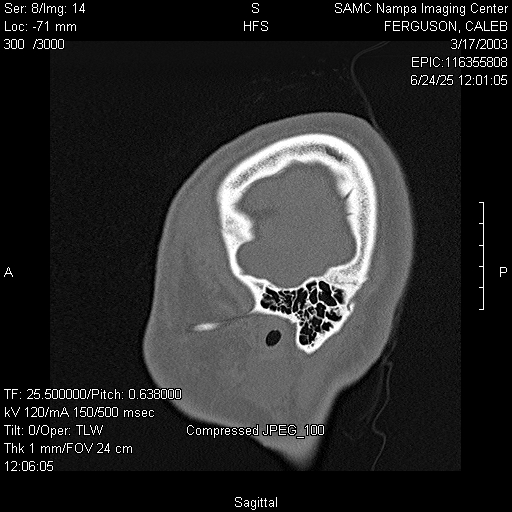 Ser: 8/Img: 14
Loc: -71 mm
300 /3000
S
HFS
SAMC Nampa Imaging Center
FERGUSON, CALEB
3/17/2003
EPIC:116355808
6/24/25 12:01:05
A
P
TF: 25.500000/Pitch: 0.638000
kV 120/mA 150/500 msec
Tilt: 0/Oper: TLW
Thk 1 mm/FOV 24 cm
12:06:05
Compressed JPEG_100
Sagittal